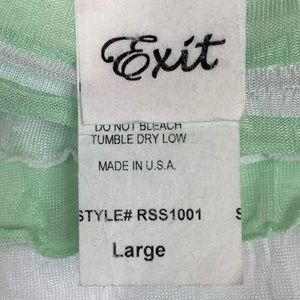 Exit
DO NOT BLEACH
TUMBLE DRY LOW
MADE IN U.S.A.
STYLE# RSS1001 S
Large